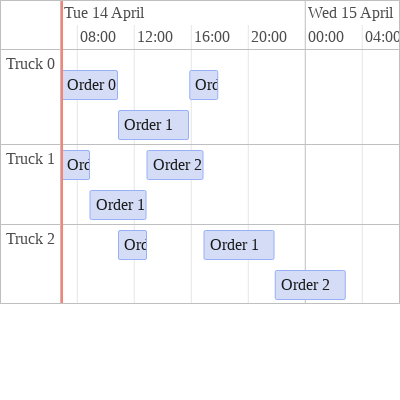 Tue 14 April Wed 15 April
08:00 12:00 16:00 20:00 00:00 04:00
Truck 0
Order 0 Ord
Order 1
Truck 1
Ord Order 2
Order 1
Truck 2
Ord Order 1
Order 2